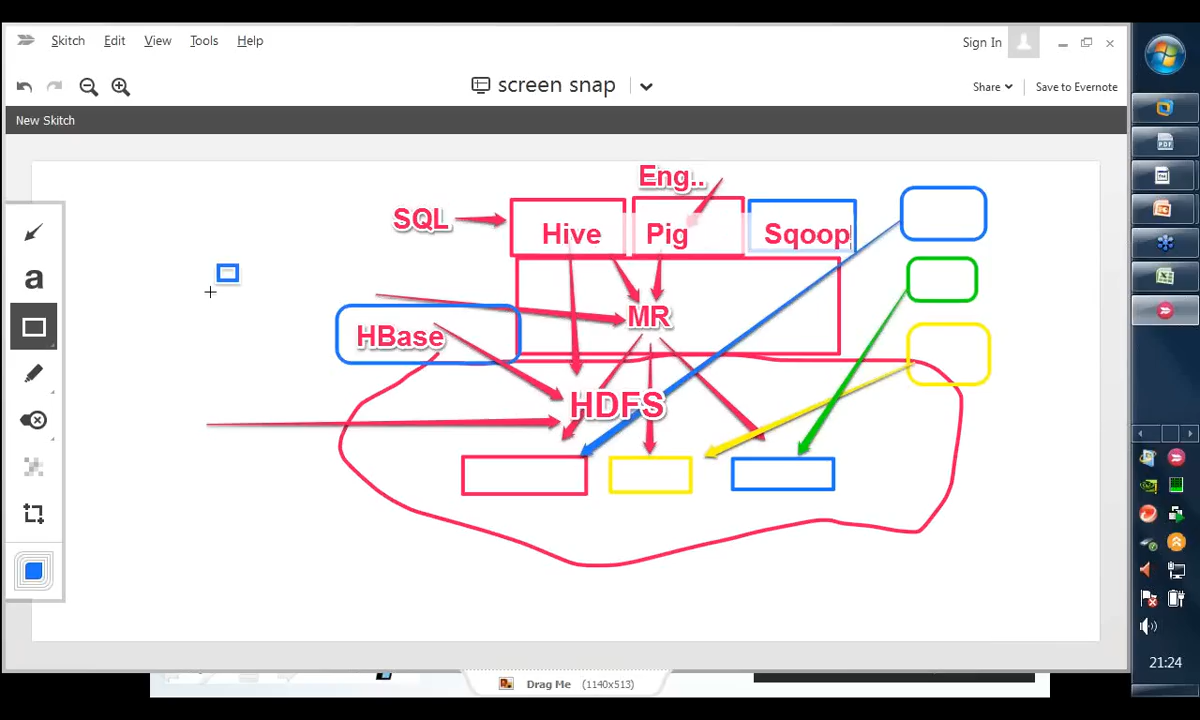 Skitch Edit View Tools Help
Sign In
screen snap
Share
Save to Evernote
New Skitch
a
Eng..
SQL
Hive
Pig
Sqoop
MR
HBase
HDFS
Drag Me (1140x513)
21:24